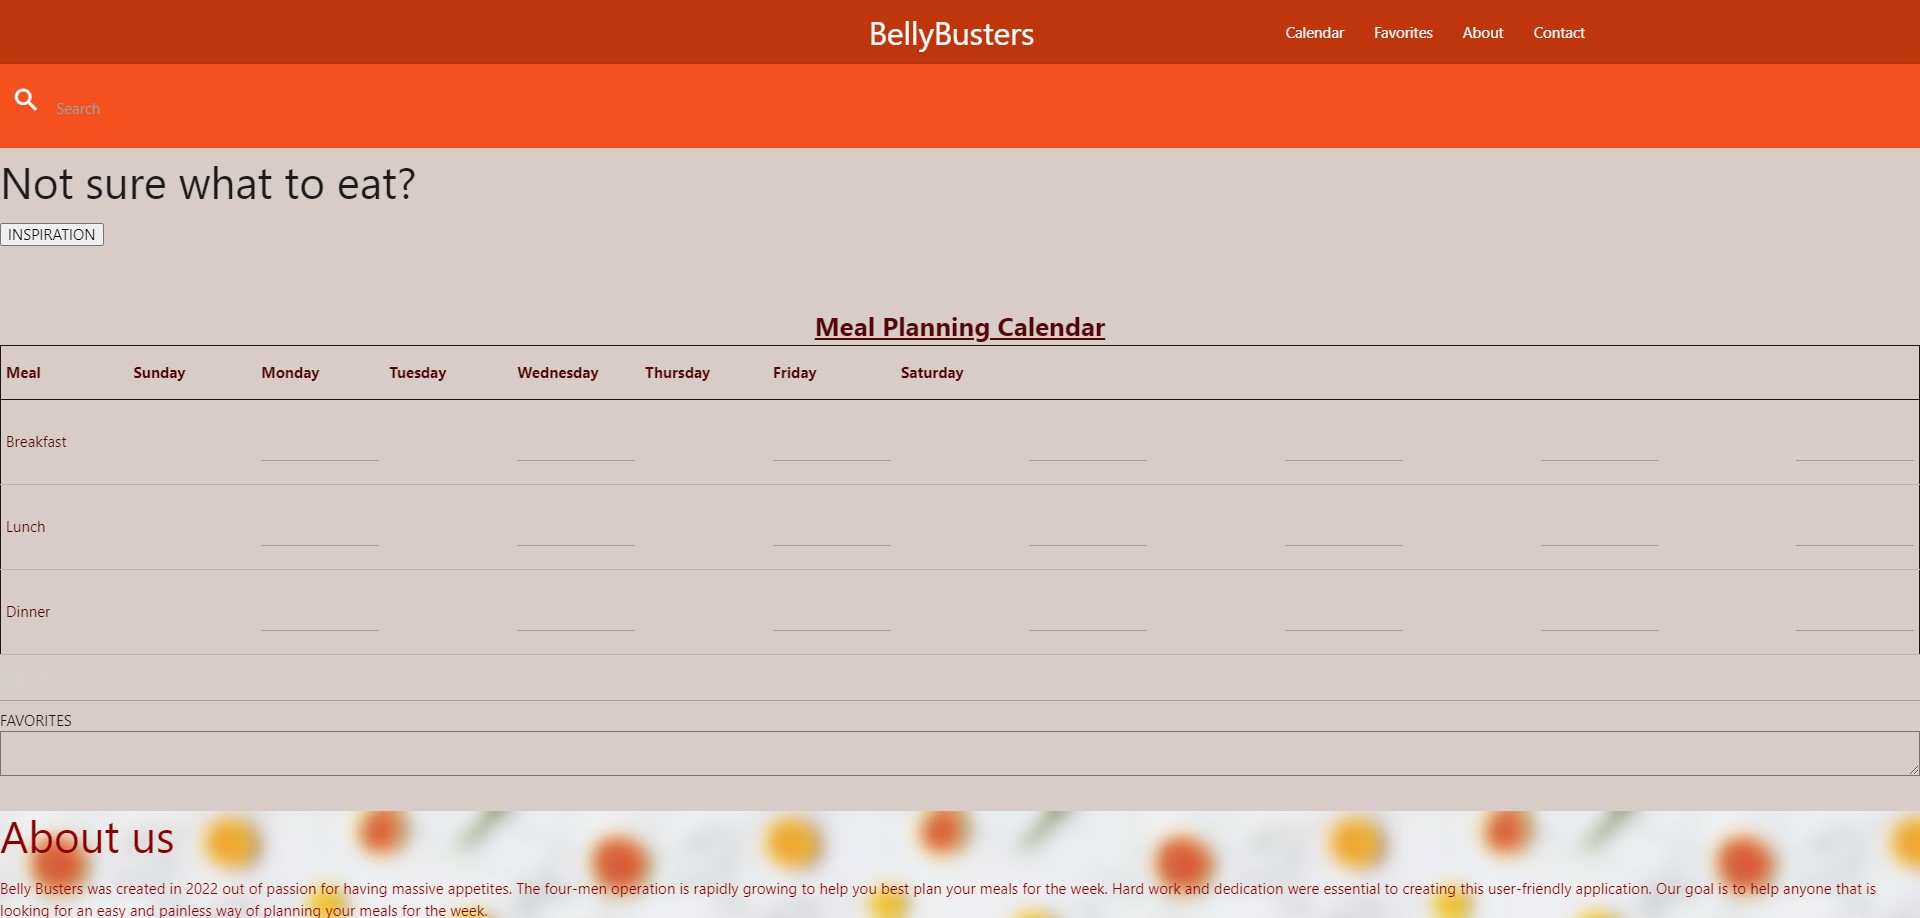 BellyBusters
Calendar Favorites About Contact
Search
Not sure what to eat?
INSPIRATION
Meal Planning Calendar
Meal Sunday Monday Tuesday Wednesday Thursday Friday Saturday
Breakfast
Lunch
Dinner
FAVORITES
About us
Belly Busters was created in 2022 out of passion for having massive appetites. The four-men operation is rapidly growing to help you best plan your meals for the week. Hard work and dedication were essential to creating this user-friendly application. Our goal is to help anyone that is
looking for an easy and painless way of planning your meals for the week.